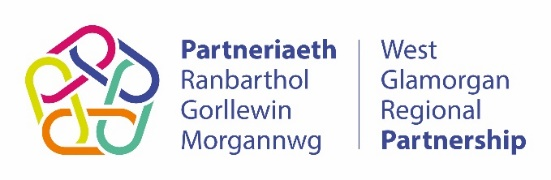 Partneriaeth
Ranbarthol
Gorllewin
Morgannwg
West
Glamorgan
Regional
Partnership